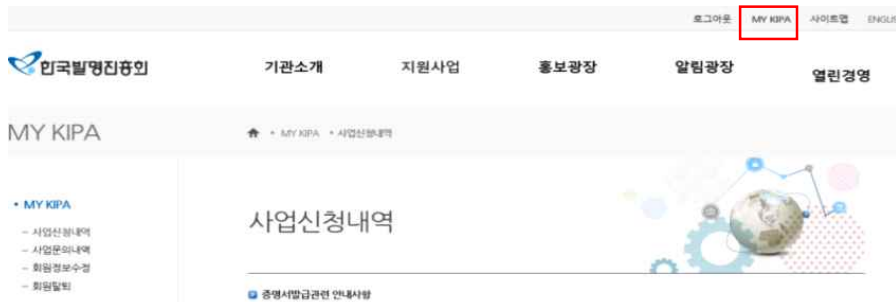 로그아웃 MY KIPA 사이트맵 ENGLIS
한국발명진흥회 기관소개 지원사업 홍보광장 알림광장 열린경영
MY KIPA • MY KIPA • 사업신청내역
• MY KIPA
– 사업신청내역
– 사업문의내역
– 회원정보수정
– 회원탈퇴
사업신청내역
증명서발급관련 안내사항